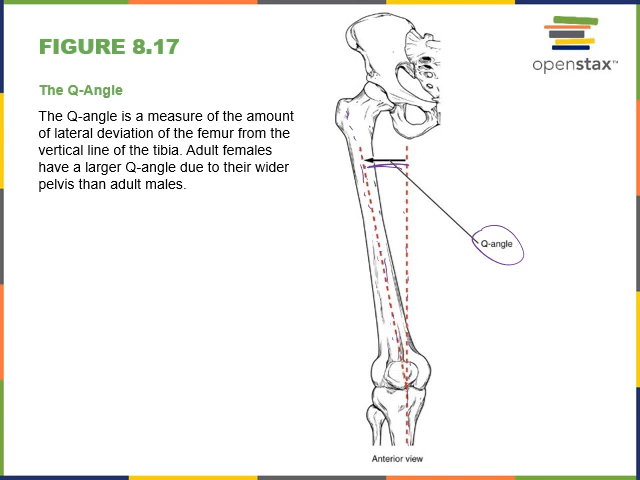 FIGURE 8.17
openstax™
The Q-Angle
The Q-angle is a measure of the amount
of lateral deviation of the femur from the
vertical line of the tibia. Adult females
have a larger Q-angle due to their wider
pelvis than adult males.
Q-angle
Anterior view